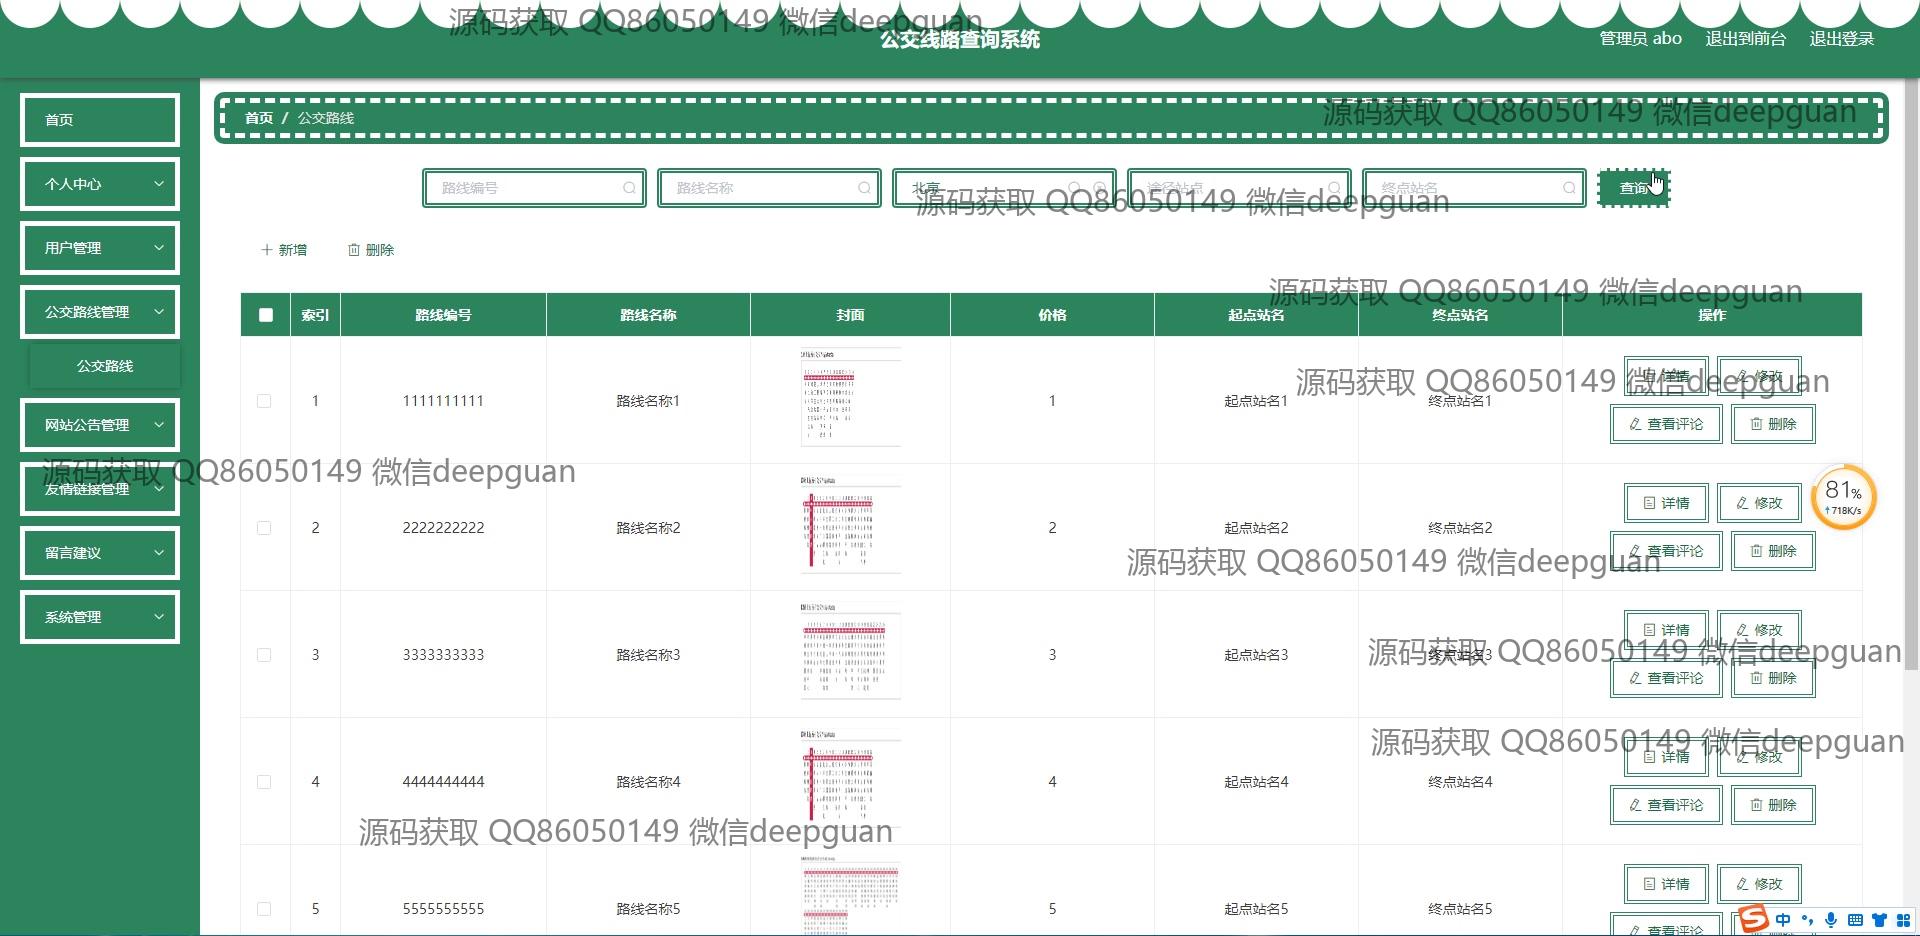 源码获取 QQ86050149 微信deepguan
公交线路查询系统
管理员 abo 退出到前台 退出登录
首页
首页 / 公交路线
源码获取 QQ86050149 微信deepguan
个人中心
路线编号 路线名称 北京 途径站点 终点站名 查询
源码获取 QQ86050149 微信deepguan
用户管理
新增 删除
源码获取 QQ86050149 微信deepguan
公交路线管理
索引 路线编号 路线名称 封面 价格 起点站名 终点站名 操作
公交路线
1 1111111111 路线名称1 1 起点站名1 终点站名1
详情 修改
源码获取 QQ86050149 微信deepguan
查看评论 删除
网站公告管理
源码获取 QQ86050149 微信deepguan
友情链接管理
2 2222222222 路线名称2 2 起点站名2 终点站名2
详情 修改
查看评论 删除
81%
718K/s
留言建议
源码获取 QQ86050149 微信deepguan
系统管理
3 3333333333 路线名称3 3 起点站名3 终点站名3
详情 修改
源码获取 QQ86050149 微信deepguan
查看评论 删除
源码获取 QQ86050149 微信deepguan
4 4444444444 路线名称4 4 起点站名4 终点站名4
详情 修改
查看评论 删除
源码获取 QQ86050149 微信deepguan
5 5555555555 路线名称5 5 起点站名5 终点站名5
详情 修改
查看评论
中